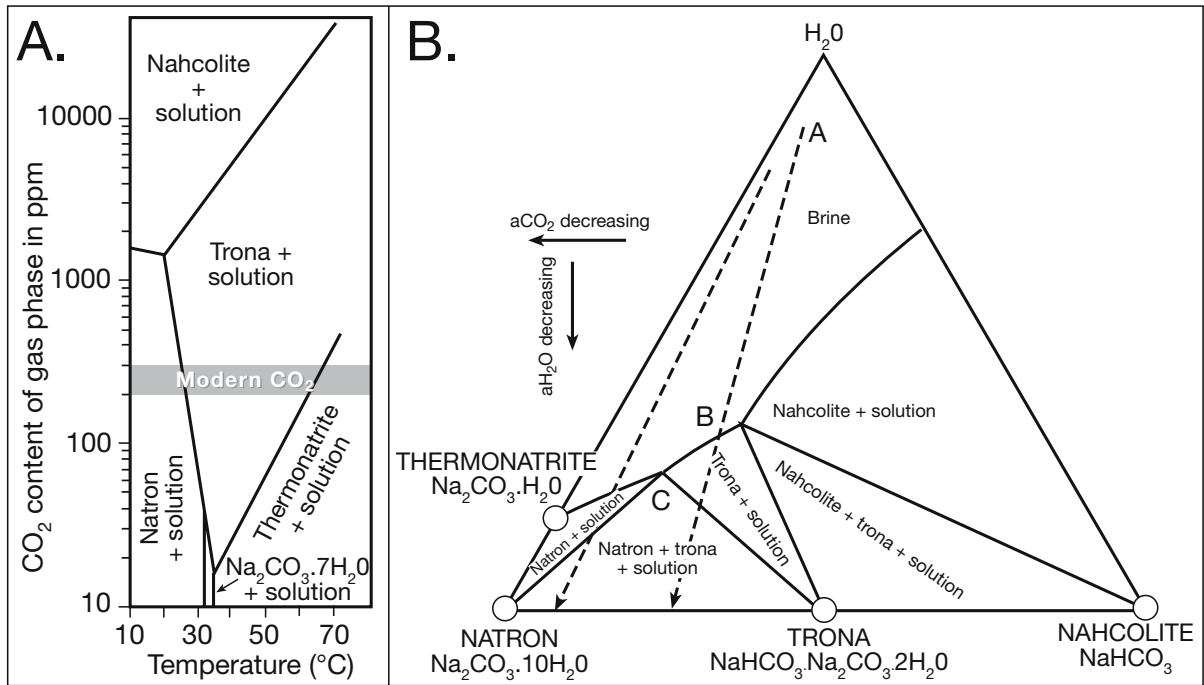 A.
Nahcolite
+
solution
10000
Trona +
solution
1000
Modern CO₂
100
Natron
+ solution
Thermonatrite
+ solution
Na₂CO₃.7H₂0
+ solution
10
10 30 50 70
Temperature (°C)
CO₂ content of gas phase in ppm
B.
H₂0
A
aCO₂ decreasing
Brine
aH₂O decreasing
B
Nahcolite + solution
THERMONATRITE
Na₂CO₃.H₂0
C
Trona + solution
Nahcolite + trona + solution
Natron + solution
Natron + trona
+ solution
NATRON
Na₂CO₃.10H₂0
TRONA
NaHCO₃.Na₂CO₃.2H₂0
NAHCOLITE
NaHCO₃